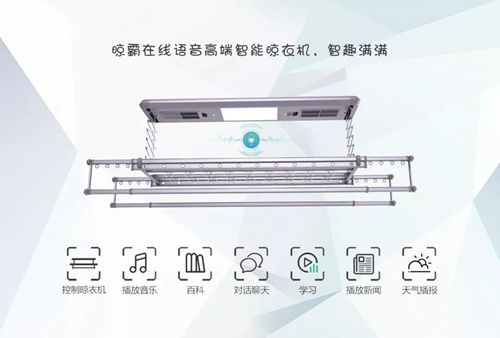 晾霸在线语音高端智能晾衣机，智趣满满
控制晾衣机
播放音乐
百科
对话聊天
学习
播放新闻
天气播报